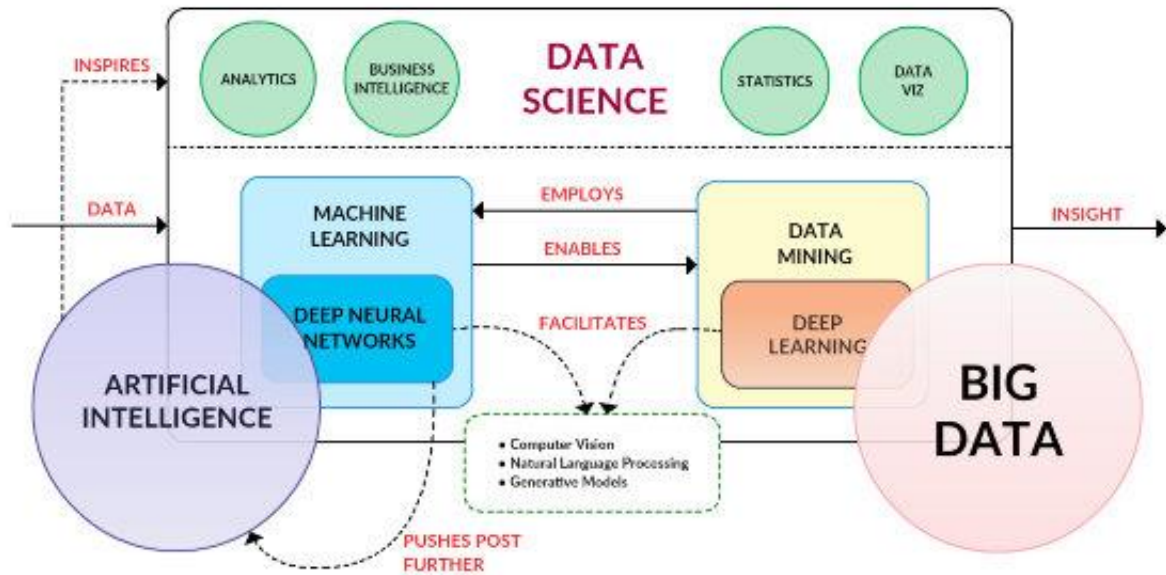 INSPIRES
ANALYTICS
BUSINESS
INTELLIGENCE
DATA
SCIENCE
STATISTICS
DATA
VIZ
DATA
MACHINE
LEARNING
EMPLOYS
ENABLES
DATA
MINING
INSIGHT
DEEP NEURAL
NETWORKS
FACILITATES
DEEP
LEARNING
ARTIFICIAL
INTELLIGENCE
BIG
DATA
• Computer Vision
• Natural Language Processing
• Generative Models
PUSHES POST
FURTHER